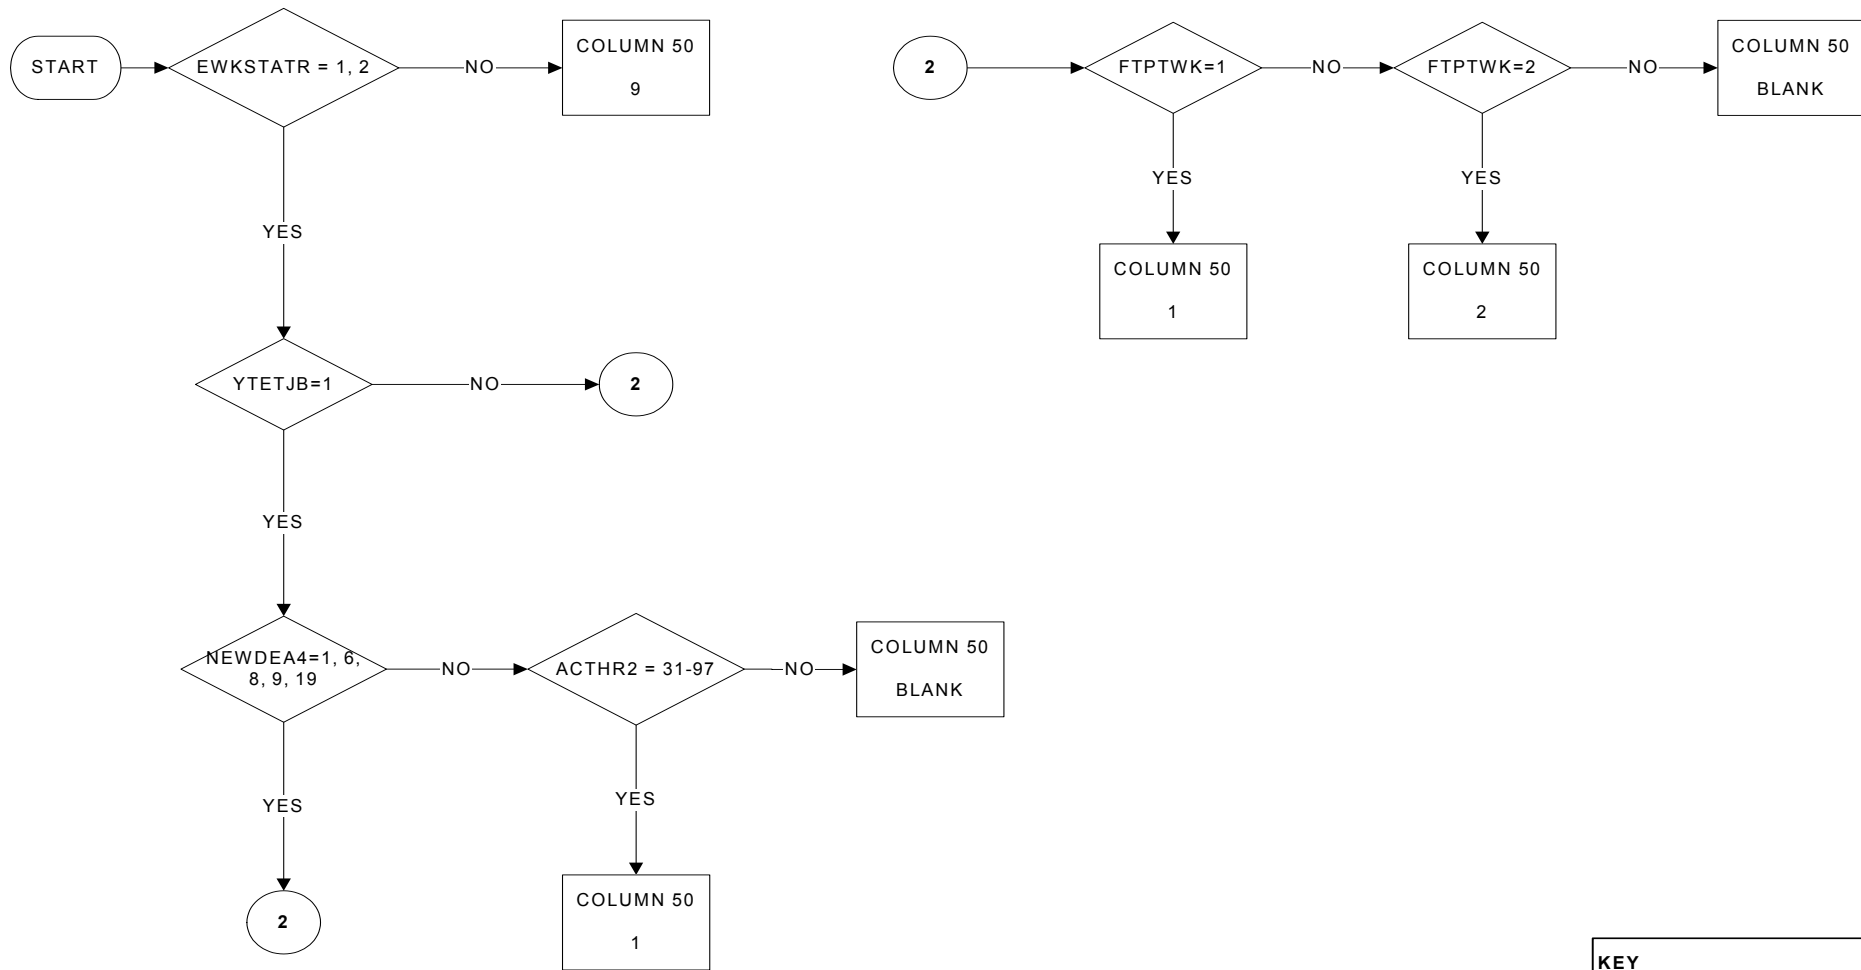 START
EWKSTATR = 1, 2
NO
COLUMN 50
9
YES
YTETJB=1
NO
2
YES
NEWDEA4=1, 6,
8, 9, 19
NO
ACTHR2 = 31-97
NO
COLUMN 50
BLANK
YES
2
YES
COLUMN 50
1
2
FTPTWK=1
NO
FTPTWK=2
NO
COLUMN 50
BLANK
YES
COLUMN 50
1
YES
COLUMN 50
2
KEY